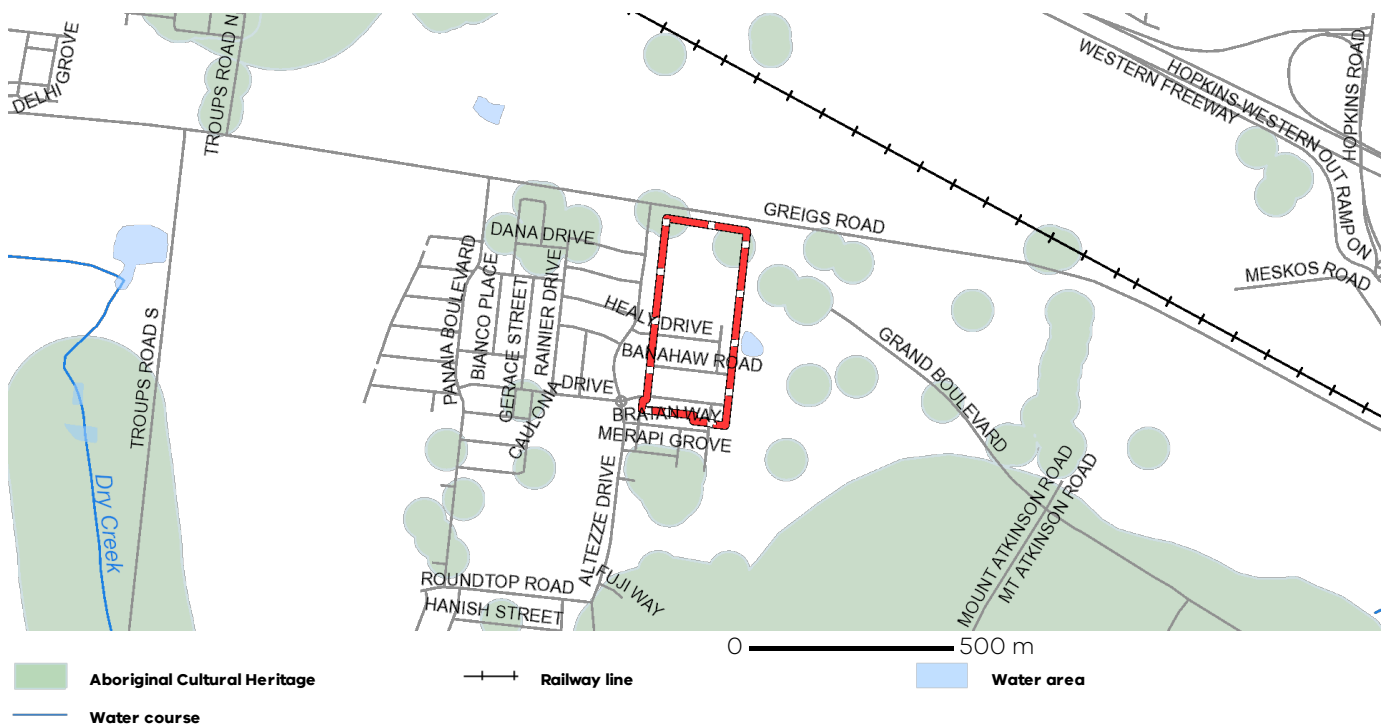 DELHI GROVE
TROUPS ROAD N
WESTERN FREEWAY
HOPKINS-WESTERN OUT RAMP ON
HOPKINS ROAD
GREIGS ROAD
MESKOS ROAD
DANA DRIVE
PANAIA BOULEVARD
BIANCO PLACE
GERACE STREET
RAINIER DRIVE
HEALY DRIVE
BANAHAW ROAD
CAULONIA DRIVE
BRATAN WAY
MERAPI GROVE
GRAND BOULEVARD
TROUPS ROAD S
Dry Creek
ALTEZZE DRIVE
MOUNT ATKINSON ROAD
MT ATKINSON ROAD
ROUNDTOP ROAD
FUJI WAY
HANISH STREET
0 500 m
Aboriginal Cultural Heritage
Railway line
Water area
Water course